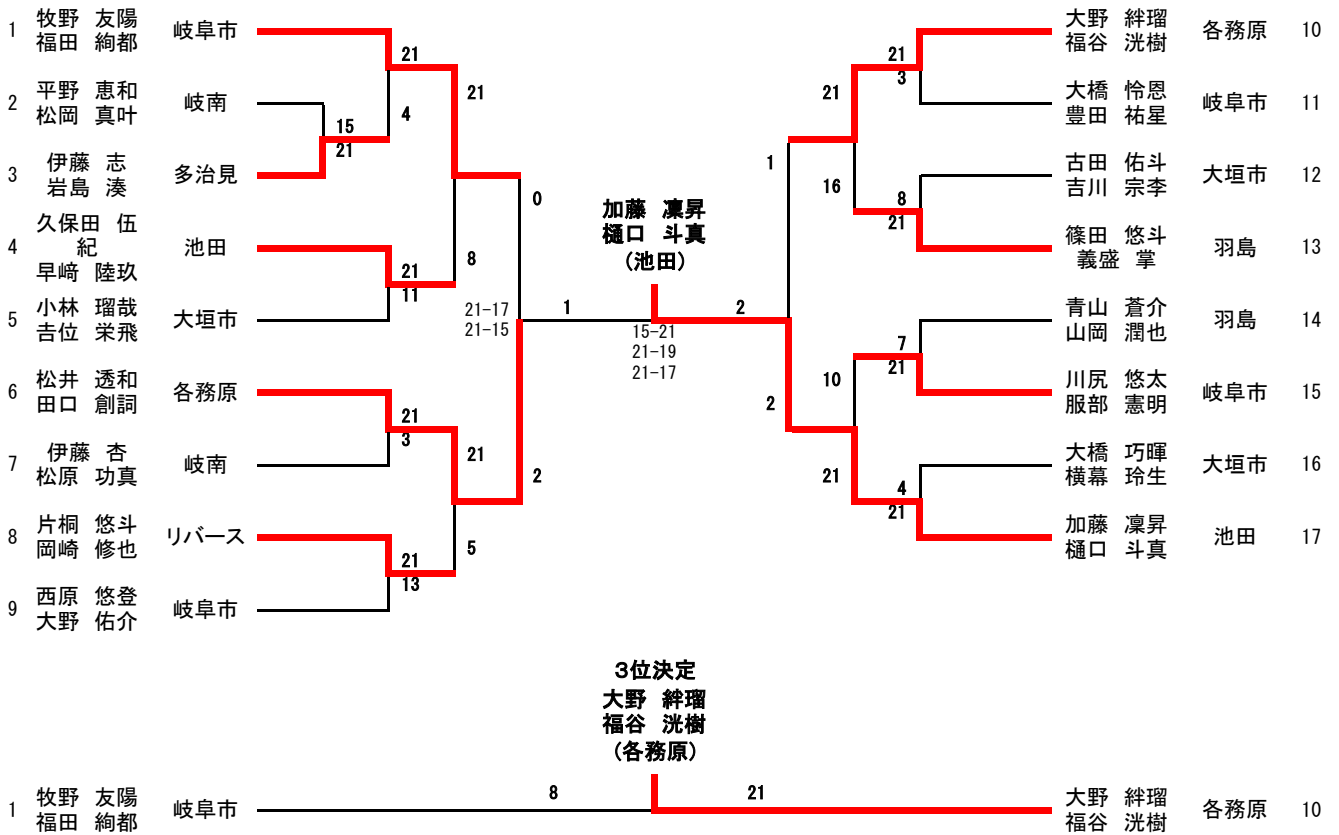 1 牧野 友陽 福田 絢都 岐阜市
2 平野 恵和 松岡 真叶 岐南
3 伊藤 志 岩島 湊 多治見
4 久保田 伍紀 早﨑 陸玖 池田
5 小林 瑠哉 𠮷位 栄飛 大垣市
6 松井 透和 田口 創詞 各務原
7 伊藤 杏 松原 功真 岐南
8 片桐 悠斗 岡崎 修也 リバース
9 西原 悠登 大野 佑介 岐阜市
21
4
15
21
21
8
21
11
0
21
3
21
5
21
13
2
21-17
21-15
1
加藤 凜昇
樋口 斗真
(池田)
2
15-21
21-19
21-17
1
2
21
16
21
3
8
21
10
21
7
21
4
21
大野 絆瑠 福谷 洸樹 各務原 10
大橋 怜恩 豊田 祐星 岐阜市 11
古田 佑斗 吉川 宗李 大垣市 12
篠田 悠斗 義盛 掌 羽島 13
青山 蒼介 山岡 潤也 羽島 14
川尻 悠太 服部 憲明 岐阜市 15
大橋 巧暉 横幕 玲生 大垣市 16
加藤 凜昇 樋口 斗真 池田 17
3位決定
大野 絆瑠
福谷 洸樹
(各務原)
1 牧野 友陽 福田 絢都 岐阜市
8
21
大野 絆瑠 福谷 洸樹 各務原 10